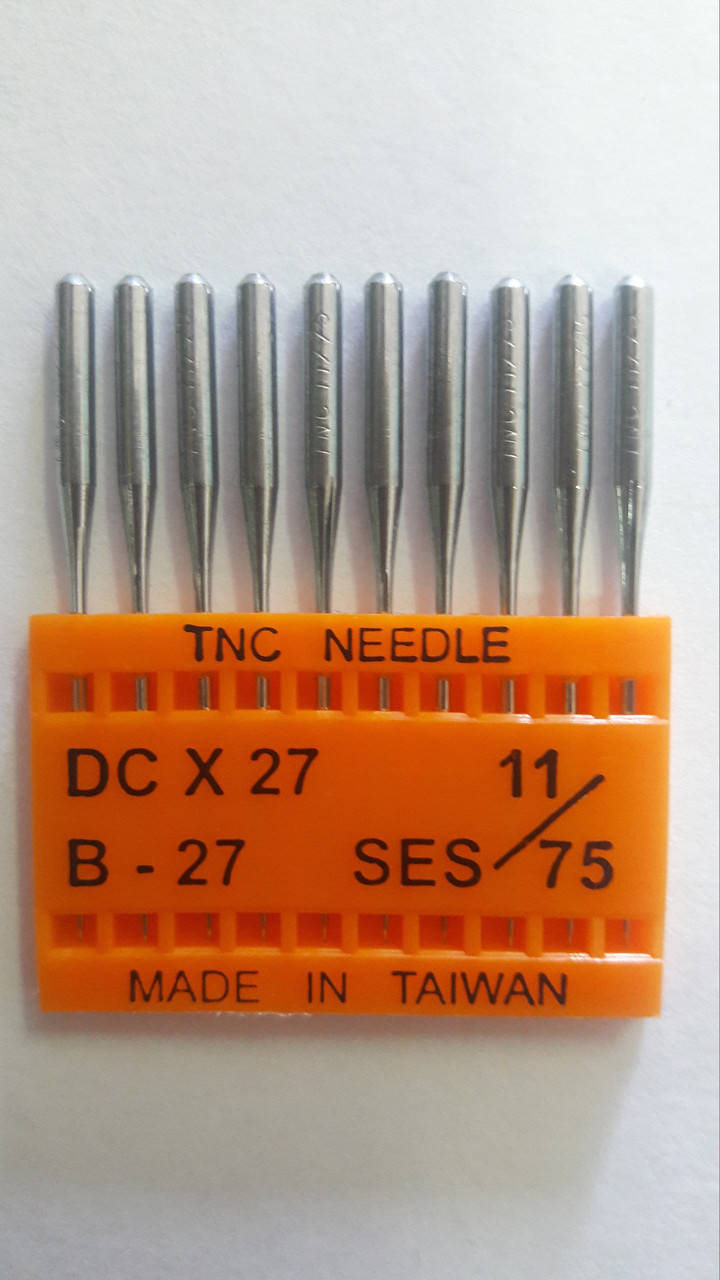 TNC NEEDLE
DC X 27 11/75
B - 27 SES
MADE IN TAIWAN